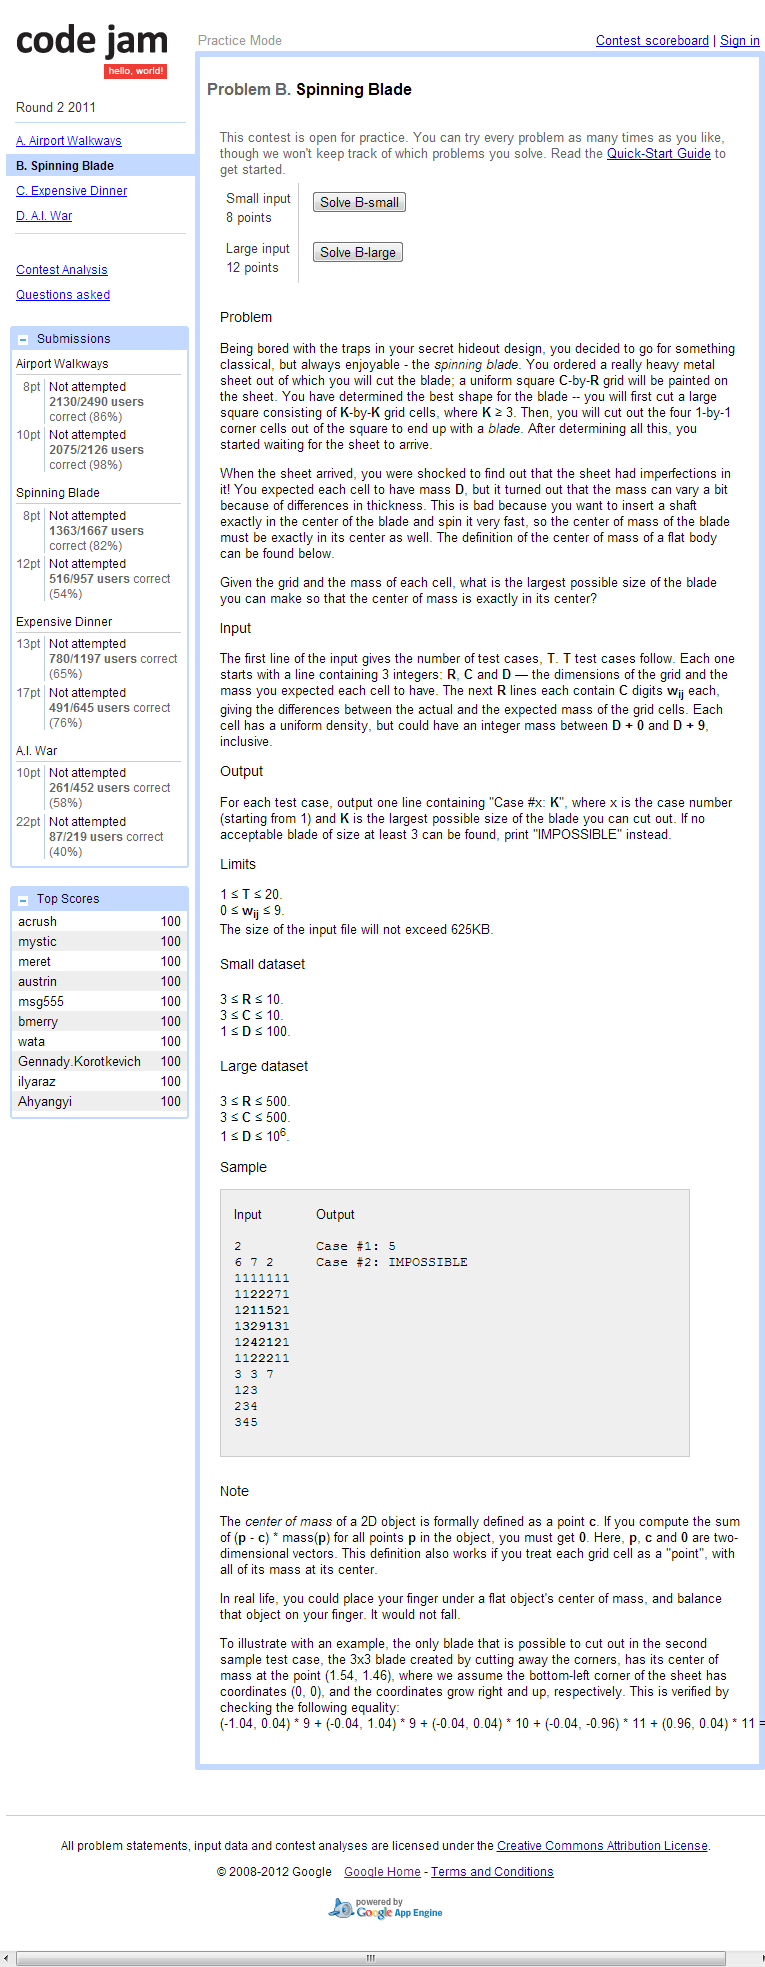 code jam
hello, world!
Practice Mode
Contest scoreboard | Sign in
Round 2 2011
A. Airport Walkways
B. Spinning Blade
C. Expensive Dinner
D. A.I. War
Contest Analysis
Questions asked
Submissions
Airport Walkways
8pt Not attempted
2130/2490 users
correct (86%)
10pt Not attempted
2075/2126 users
correct (98%)
Spinning Blade
8pt Not attempted
1363/1667 users
correct (82%)
12pt Not attempted
516/957 users correct
(54%)
Expensive Dinner
13pt Not attempted
780/1197 users correct
(65%)
17pt Not attempted
491/645 users correct
(76%)
A.I. War
10pt Not attempted
261/452 users correct
(58%)
22pt Not attempted
87/219 users correct
(40%)
Top Scores
acrush 100
mystic 100
meret 100
austrin 100
msg555 100
bmerry 100
wata 100
Gennady.Korotkevich 100
ilyaraz 100
Ahyangyi 100
Problem B. Spinning Blade
This contest is open for practice. You can try every problem as many times as you like,
though we won't keep track of which problems you solve. Read the Quick-Start Guide to
get started.
Small input
8 points
Solve B-small
Large input
12 points
Solve B-large
Problem
Being bored with the traps in your secret hideout design, you decided to go for something
classical, but always enjoyable - the spinning blade. You ordered a really heavy metal
sheet out of which you will cut the blade; a uniform square C-by-R grid will be painted on
the sheet. You have determined the best shape for the blade -- you will first cut a large
square consisting of K-by-K grid cells, where K ≥ 3. Then, you will cut out the four 1-by-1
corner cells out of the square to end up with a blade. After determining all this, you
started waiting for the sheet to arrive.
When the sheet arrived, you were shocked to find out that the sheet had imperfections in
it! You expected each cell to have mass D, but it turned out that the mass can vary a bit
because of differences in thickness. This is bad because you want to insert a shaft
exactly in the center of the blade and spin it very fast, so the center of mass of the blade
must be exactly in its center as well. The definition of the center of mass of a flat body
can be found below.
Given the grid and the mass of each cell, what is the largest possible size of the blade
you can make so that the center of mass is exactly in its center?
Input
The first line of the input gives the number of test cases, T. T test cases follow. Each one
starts with a line containing 3 integers: R, C and D — the dimensions of the grid and the
mass you expected each cell to have. The next R lines each contain C digits wij each,
giving the differences between the actual and the expected mass of the grid cells. Each
cell has a uniform density, but could have an integer mass between D + 0 and D + 9,
inclusive.
Output
For each test case, output one line containing "Case #x: K", where x is the case number
(starting from 1) and K is the largest possible size of the blade you can cut out. If no
acceptable blade of size at least 3 can be found, print "IMPOSSIBLE" instead.
Limits
1 ≤ T ≤ 20.
0 ≤ wij ≤ 9.
The size of the input file will not exceed 625KB.
Small dataset
3 ≤ R ≤ 10.
3 ≤ C ≤ 10.
1 ≤ D ≤ 100.
Large dataset
3 ≤ R ≤ 500.
3 ≤ C ≤ 500.
1 ≤ D ≤ 10⁶.
Sample
Input Output
2 Case #1: 5
6 7 2 Case #2: IMPOSSIBLE
1111111
1122271
1211521
1329131
1242121
1122211
3 3 7
123
234
345
Note
The center of mass of a 2D object is formally defined as a point c. If you compute the sum
of (p - c) * mass(p) for all points p in the object, you must get 0. Here, p, c and 0 are two-
dimensional vectors. This definition also works if you treat each grid cell as a "point", with
all of its mass at its center.
In real life, you could place your finger under a flat object's center of mass, and balance
that object on your finger. It would not fall.
To illustrate with an example, the only blade that is possible to cut out in the second
sample test case, the 3x3 blade created by cutting away the corners, has its center of
mass at the point (1.54, 1.46), where we assume the bottom-left corner of the sheet has
coordinates (0, 0), and the coordinates grow right and up, respectively. This is verified by
checking the following equality:
(-1.04, 0.04) * 9 + (-0.04, 1.04) * 9 + (-0.04, 0.04) * 10 + (-0.04, -0.96) * 11 + (0.96, 0.04) * 11 =
All problem statements, input data and contest analyses are licensed under the Creative Commons Attribution License.
© 2008-2012 Google Google Home - Terms and Conditions
powered by
Google App Engine